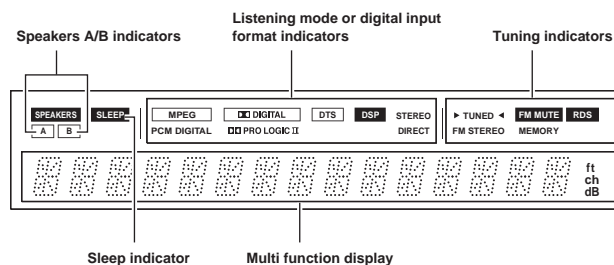 Listening mode or digital input
format indicators
Speakers A/B indicators
Tuning indicators
SPEAKERS SLEEP MPEG DIGITAL DTS DSP STEREO TUNED FM MUTE RDS
A B PCM DIGITAL PRO LOGIC II DIRECT FM STEREO MEMORY
ft
ch
dB
Sleep indicator Multi function display